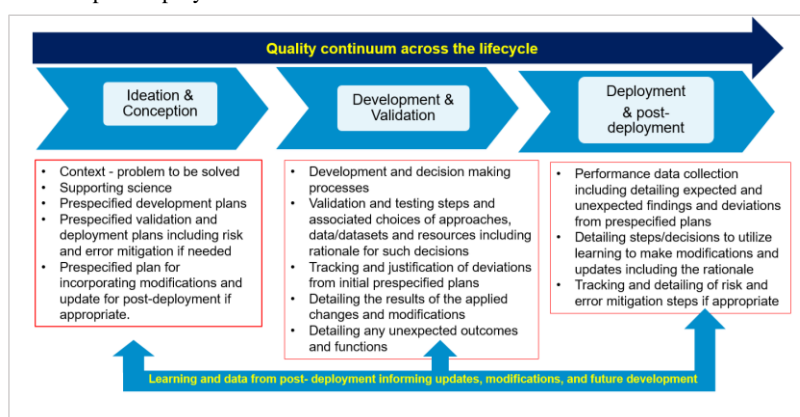 Quality continuum across the lifecycle
Ideation &
Conception
Development &
Validation
Deployment
& post-
deployment
• Context - problem to be solved
• Supporting science
• Prespecified development plans
• Prespecified validation and
deployment plans including risk
and error mitigation if needed
• Prespecified plan for
incorporating modifications and
update for post-deployment if
appropriate.
• Development and decision making
processes
• Validation and testing steps and
associated choices of approaches,
data/datasets and resources including
rationale for such decisions
• Tracking and justification of deviations
from initial prespecified plans
• Detailing the results of the applied
changes and modifications
• Detailing any unexpected outcomes
and functions
• Performance data collection
including detailing expected and
unexpected findings and deviations
from prespecified plans
• Detailing steps/decisions to utilize
learning to make modifications and
updates including the rationale
• Tracking and detailing of risk and
error mitigation steps if appropriate
Learning and data from post- deployment informing updates, modifications, and future development